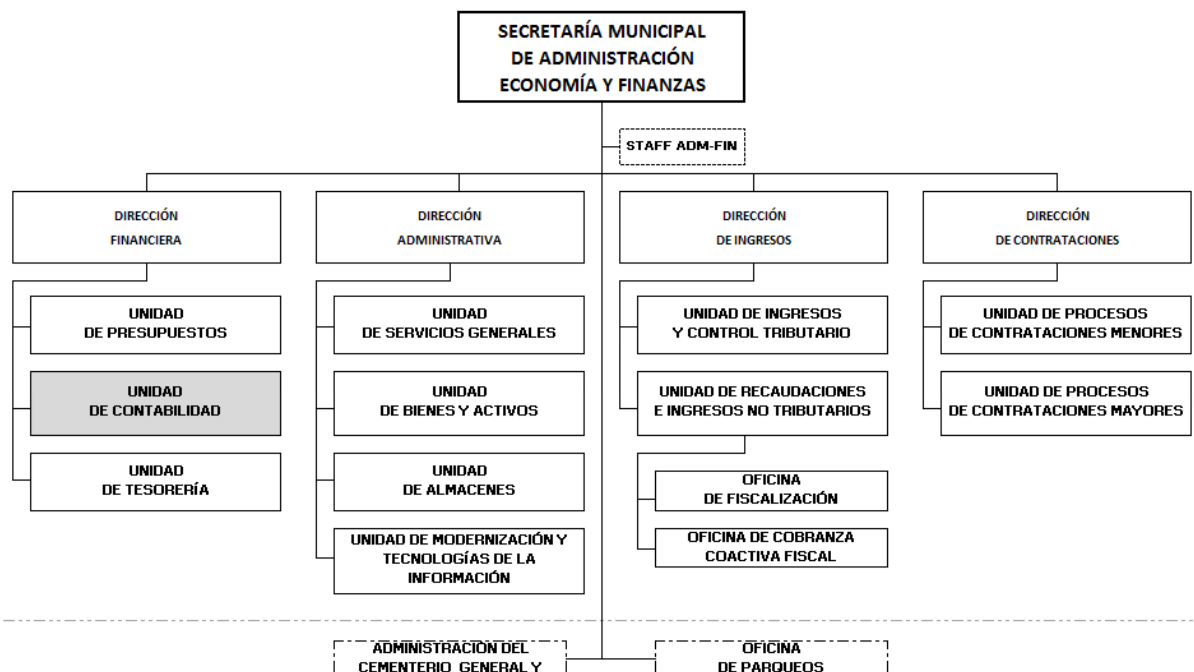 SECRETARÍA MUNICIPAL
DE ADMINISTRACIÓN
ECONOMÍA Y FINANZAS
STAFF ADM-FIN
DIRECCIÓN
FINANCIERA
DIRECCIÓN
ADMINISTRATIVA
DIRECCIÓN
DE INGRESOS
DIRECCIÓN
DE CONTRATACIONES
UNIDAD
DE PRESUPUESTOS
UNIDAD
DE CONTABILIDAD
UNIDAD
DE TESORERÍA
UNIDAD
DE SERVICIOS GENERALES
UNIDAD
DE BIENES Y ACTIVOS
UNIDAD
DE ALMACENES
UNIDAD DE MODERNIZACIÓN Y
TECNOLOGÍAS DE LA
INFORMACIÓN
UNIDAD DE INGRESOS
Y CONTROL TRIBUTARIO
UNIDAD DE RECAUDACIONES
E INGRESOS NO TRIBUTARIOS
OFICINA
DE FISCALIZACIÓN
OFICINA DE COBRANZA
COACTIVA FISCAL
UNIDAD DE PROCESOS
DE CONTRATACIONES MENORES
UNIDAD DE PROCESOS
DE CONTRATACIONES MAYORES
ADMINISTRACIÓN DEL
CEMENTERIO GENERAL Y
OFICINA
DE PARQUEOS